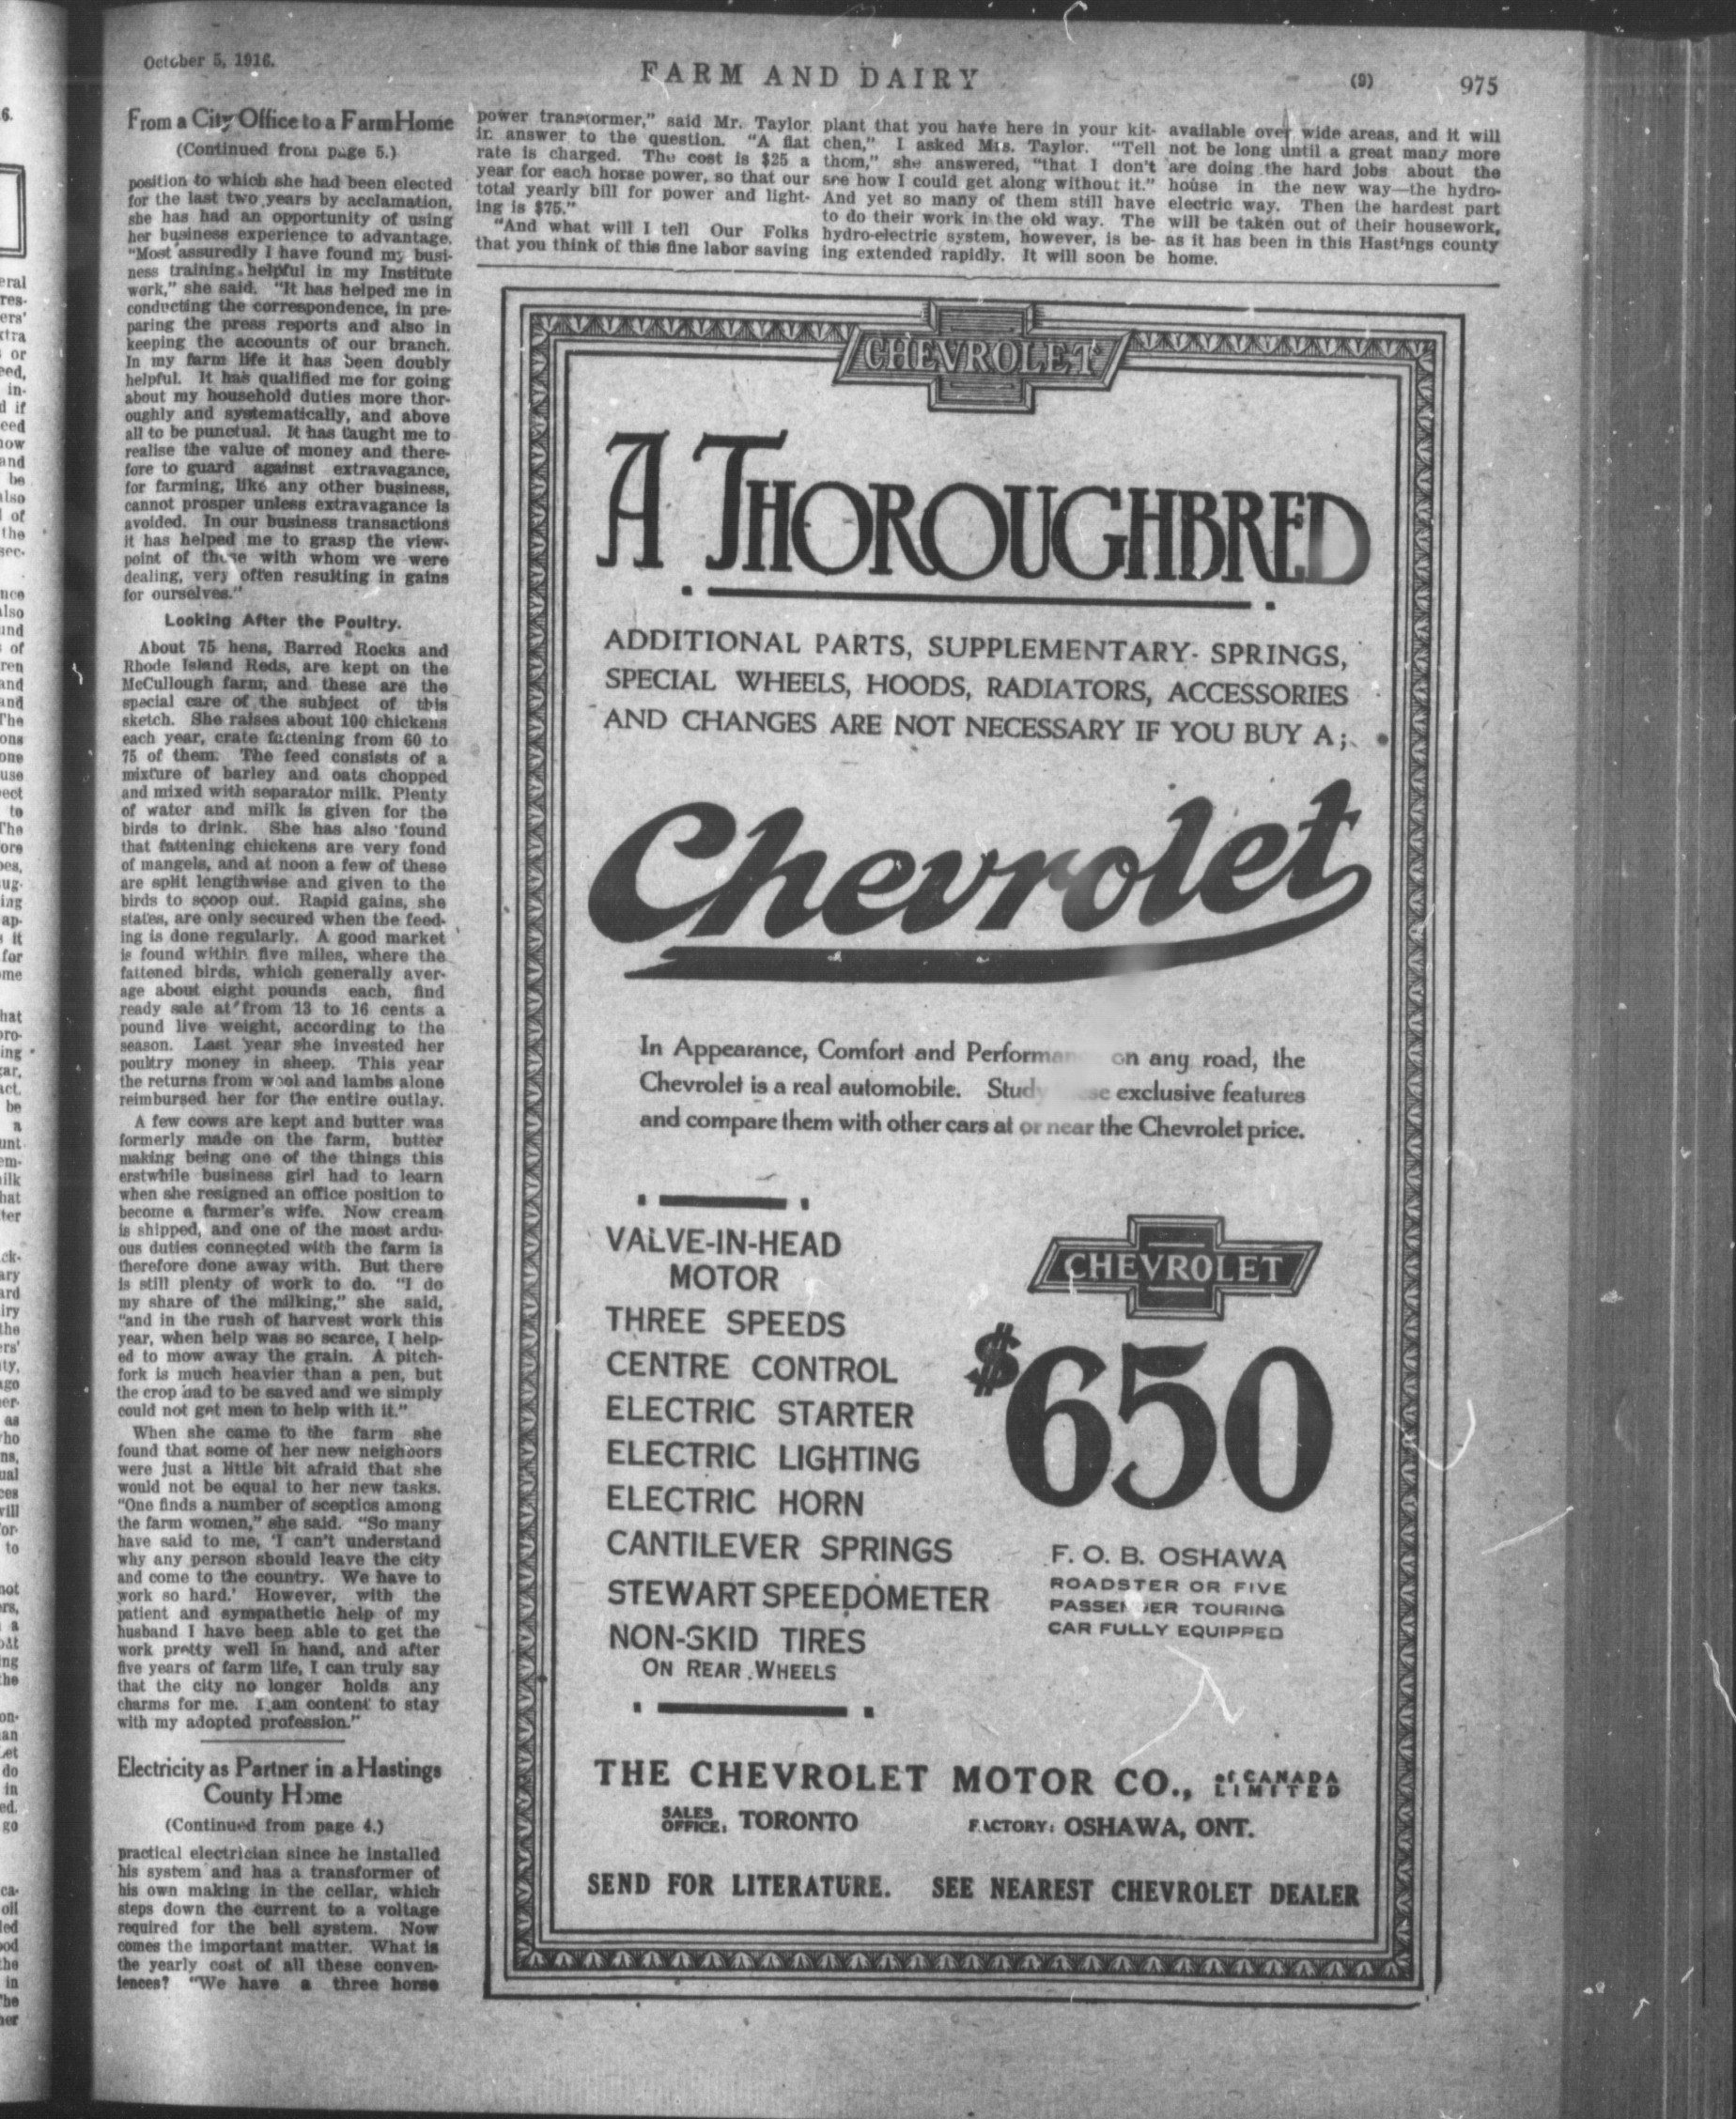 October 5, 1916.
FARM AND DAIRY
(9)
975
From a City Office to a Farm Home
(Continued from page 5.)
position to which she had been elected
for the last two years by acclamation,
she has had an opportunity of using
her business experience to advantage.
"Most assuredly I have found my busi-
ness training helpful in my Institute
work," she said. "It has helped me in
conducting the correspondence, in pre-
paring the press reports and also in
keeping the accounts of our branch.
In my farm life it has been doubly
helpful. It has qualified me for going
about my household duties more thor-
oughly and systematically, and above
all to be punctual. It has taught me to
realise the value of money and there-
fore to guard against extravagance,
for farming, like any other business,
cannot prosper unless extravagance is
avoided. In our business transactions
it has helped me to grasp the view-
point of those with whom we were
dealing, very often resulting in gains
for ourselves."
Looking After the Poultry.
About 75 hens, Barred Rocks and
Rhode Island Reds, are kept on the
McCullough farm, and these are the
special care of the subject of this
sketch. She raises about 100 chickens
each year, crate fattening from 60 to
75 of them. The feed consists of a
mixture of barley and oats chopped
and mixed with separator milk. Plenty
of water and milk is given for the
birds to drink. She has also found
that fattening chickens are very fond
of mangels, and at noon a few of these
are split lengthwise and given to the
birds to scoop out. Rapid gains, she
states, are only secured when the feed-
ing is done regularly. A good market
is found within five miles, where the
fattened birds, which generally aver-
age about eight pounds each, find
ready sale at from 13 to 16 cents a
pound live weight, according to the
season. Last year she invested her
poultry money in sheep. This year
the returns from wool and lambs alone
reimbursed her for the entire outlay.
A few cows are kept and butter was
formerly made on the farm, butter
making being one of the things this
erstwhile business girl had to learn
when she resigned an office position to
become a farmer's wife. Now cream
is shipped, and one of the most ardu-
ous duties connected with the farm is
therefore done away with. But there
is still plenty of work to do. "I do
my share of the milking," she said,
"and in the rush of harvest work this
year, when help was so scarce, I help-
ed to mow away the grain. A pitch-
fork is much heavier than a pen, but
the crop had to be saved and we simply
could not get men to help with it."
When she came to the farm she
found that some of her new neighbors
were just a little bit afraid that she
would not be equal to her new tasks.
"One finds a number of sceptics among
the farm women," she said. "So many
have said to me, 'I can't understand
why any person should leave the city
and come to the country. We have to
work so hard.' However, with the
patient and sympathetic help of my
husband I have been able to get the
work pretty well in hand, and after
five years of farm life, I can truly say
that the city no longer holds any
charms for me. I am content to stay
with my adopted profession."
Electricity as Partner in a Hastings
County Home
(Continued from page 4.)
practical electrician since he installed
his system and has a transformer of
his own making in the cellar, which
steps down the current to a voltage
required for the bell system. Now
comes the important matter. What is
the yearly cost of all these conven-
iences? "We have a three horse
power transformer," said Mr. Taylor
in answer to the question. "A flat
rate is charged. The cost is $25 a
year for each horse power, so that our
total yearly bill for power and light-
ing is $75."
"And what will I tell Our Folks
that you think of this fine labor saving
plant that you have here in your kit-
chen," I asked Mrs. Taylor. "Tell
them," she answered, "that I don't
see how I could get along without it."
And yet so many of them still have
to do their work in the old way. The
hydro-electric system, however, is be-
ing extended rapidly. It will soon be
available over wide areas, and it will
not be long until a great many more
are doing the hard jobs about the
house in the new way—the hydro-
electric way. Then the hardest part
will be taken out of their housework,
as it has been in this Hastings county
home.
CHEVROLET
A THOROUGHBRED
ADDITIONAL PARTS, SUPPLEMENTARY- SPRINGS,
SPECIAL WHEELS, HOODS, RADIATORS, ACCESSORIES
AND CHANGES ARE NOT NECESSARY IF YOU BUY A;
Chevrolet
In Appearance, Comfort and Performan on any road, the
Chevrolet is a real automobile. Study exclusive features
and compare them with other cars at or near the Chevrolet price.
VALVE-IN-HEAD
MOTOR
THREE SPEEDS
CENTRE CONTROL
ELECTRIC STARTER
ELECTRIC LIGHTING
ELECTRIC HORN
CANTILEVER SPRINGS
STEWART SPEEDOMETER
NON-SKID TIRES
ON REAR WHEELS
CHEVROLET
$650
F. O. B. OSHAWA
ROADSTER OR FIVE
PASSENGER TOURING
CAR FULLY EQUIPPED
THE CHEVROLET MOTOR CO., of CANADA LIMITED
SALES OFFICE: TORONTO FACTORY: OSHAWA, ONT.
SEND FOR LITERATURE. SEE NEAREST CHEVROLET DEALER